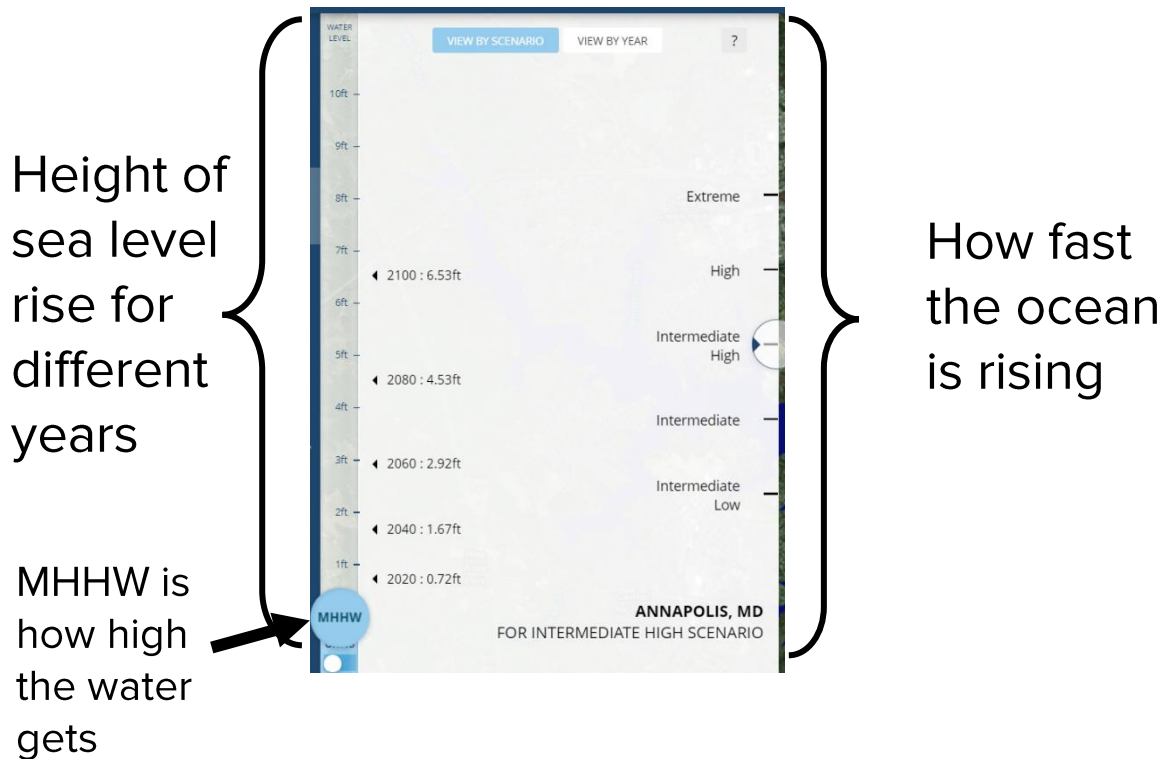 Height of
sea level
rise for
different
years
MHHW is
how high
the water
gets
WATER
LEVEL
10ft
9ft
8ft
7ft
6ft
5ft
4ft
3ft
2ft
1ft
MHHW
VIEW BY SCENARIO
VIEW BY YEAR
?
2100 : 6.53ft
2080 : 4.53ft
2060 : 2.92ft
2040 : 1.67ft
2020 : 0.72ft
Extreme
High
Intermediate
High
Intermediate
Intermediate
Low
ANNAPOLIS, MD
FOR INTERMEDIATE HIGH SCENARIO
How fast
the ocean
is rising